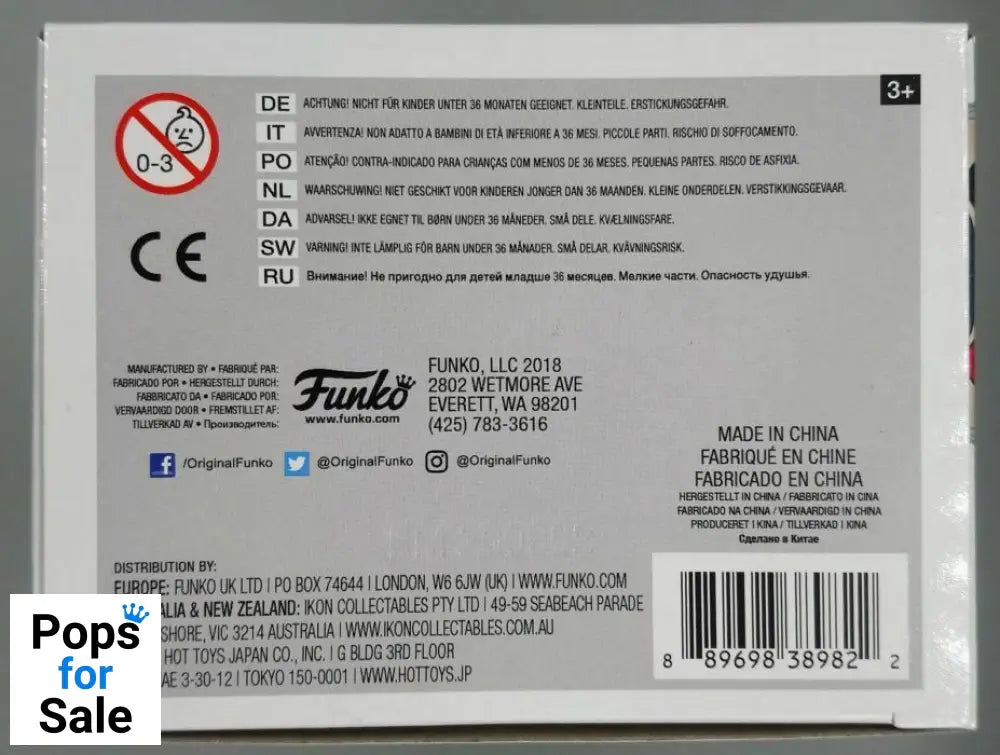 3+
0-3
DE ACHTUNG! NICHT FÜR KINDER UNTER 36 MONATEN GEEIGNET. KLEINTEILE. ERSTICKUNGSGEFAHR.
IT AVVERTENZA! NON ADATTO A BAMBINI DI ETÀ INFERIORE A 36 MESI. PICCOLE PARTI. RISCHIO DI SOFFOCAMENTO.
PO ATENÇÃO! CONTRA-INDICADO PARA CRIANÇAS COM MENOS DE 36 MESES. PEQUENAS PARTES. RISCO DE ASFIXIA.
NL WAARSCHUWING! NIET GESCHIKT VOOR KINDEREN JONGER DAN 36 MAANDEN. KLEINE ONDERDELEN. VERSTIKKINGSGEVAAR.
DA ADVARSEL! IKKE EGNET TIL BØRN UNDER 36 MÅNEDER. SMÅ DELE. KVÆLNINGSFARE.
SW VARNING! INTE LÄMPLIG FÖR BARN UNDER 36 MÅNADER. SMÅ DELAR. KVÄVNINGSRISK.
RU Внимание! Не пригодно для детей младше 36 месяцев. Мелкие части. Опасность удушья.
CE
MANUFACTURED BY • FABRIQUÉ PAR:
FABRICADO POR • HERGESTELLT DURCH:
FABBRICATO DA • FABRICADO POR:
VERVAARDIGD DOOR • FREMSTILLET AF:
TILLVERKAD AV • Производитель:
Funko
www.funko.com
FUNKO, LLC 2018
2802 WETMORE AVE
EVERETT, WA 98201
(425) 783-3616
/OriginalFunko @OriginalFunko @OriginalFunko
MADE IN CHINA
FABRIQUÉ EN CHINE
FABRICADO EN CHINA
HERGESTELLT IN CHINA / FABBRICATO IN CINA
FABRICADO NA CHINA / VERVAARDIGD IN CHINA
PRODUCERET I KINA / TILLVERKAD I KINA
Сделано в Китае
DISTRIBUTION BY:
EUROPE: FUNKO UK LTD | PO BOX 74644 | LONDON, W6 6JW (UK) | WWW.FUNKO.COM
ALIA & NEW ZEALAND: IKON COLLECTABLES PTY LTD | 49-59 SEABEACH PARADE
SHORE, VIC 3214 AUSTRALIA | WWW.IKONCOLLECTABLES.COM.AU
HOT TOYS JAPAN CO., INC. | G BLDG 3RD FLOOR
AE 3-30-12 | TOKYO 150-0001 | WWW.HOTTOYS.JP
8 89698 38982 2
Pops
for
Sale